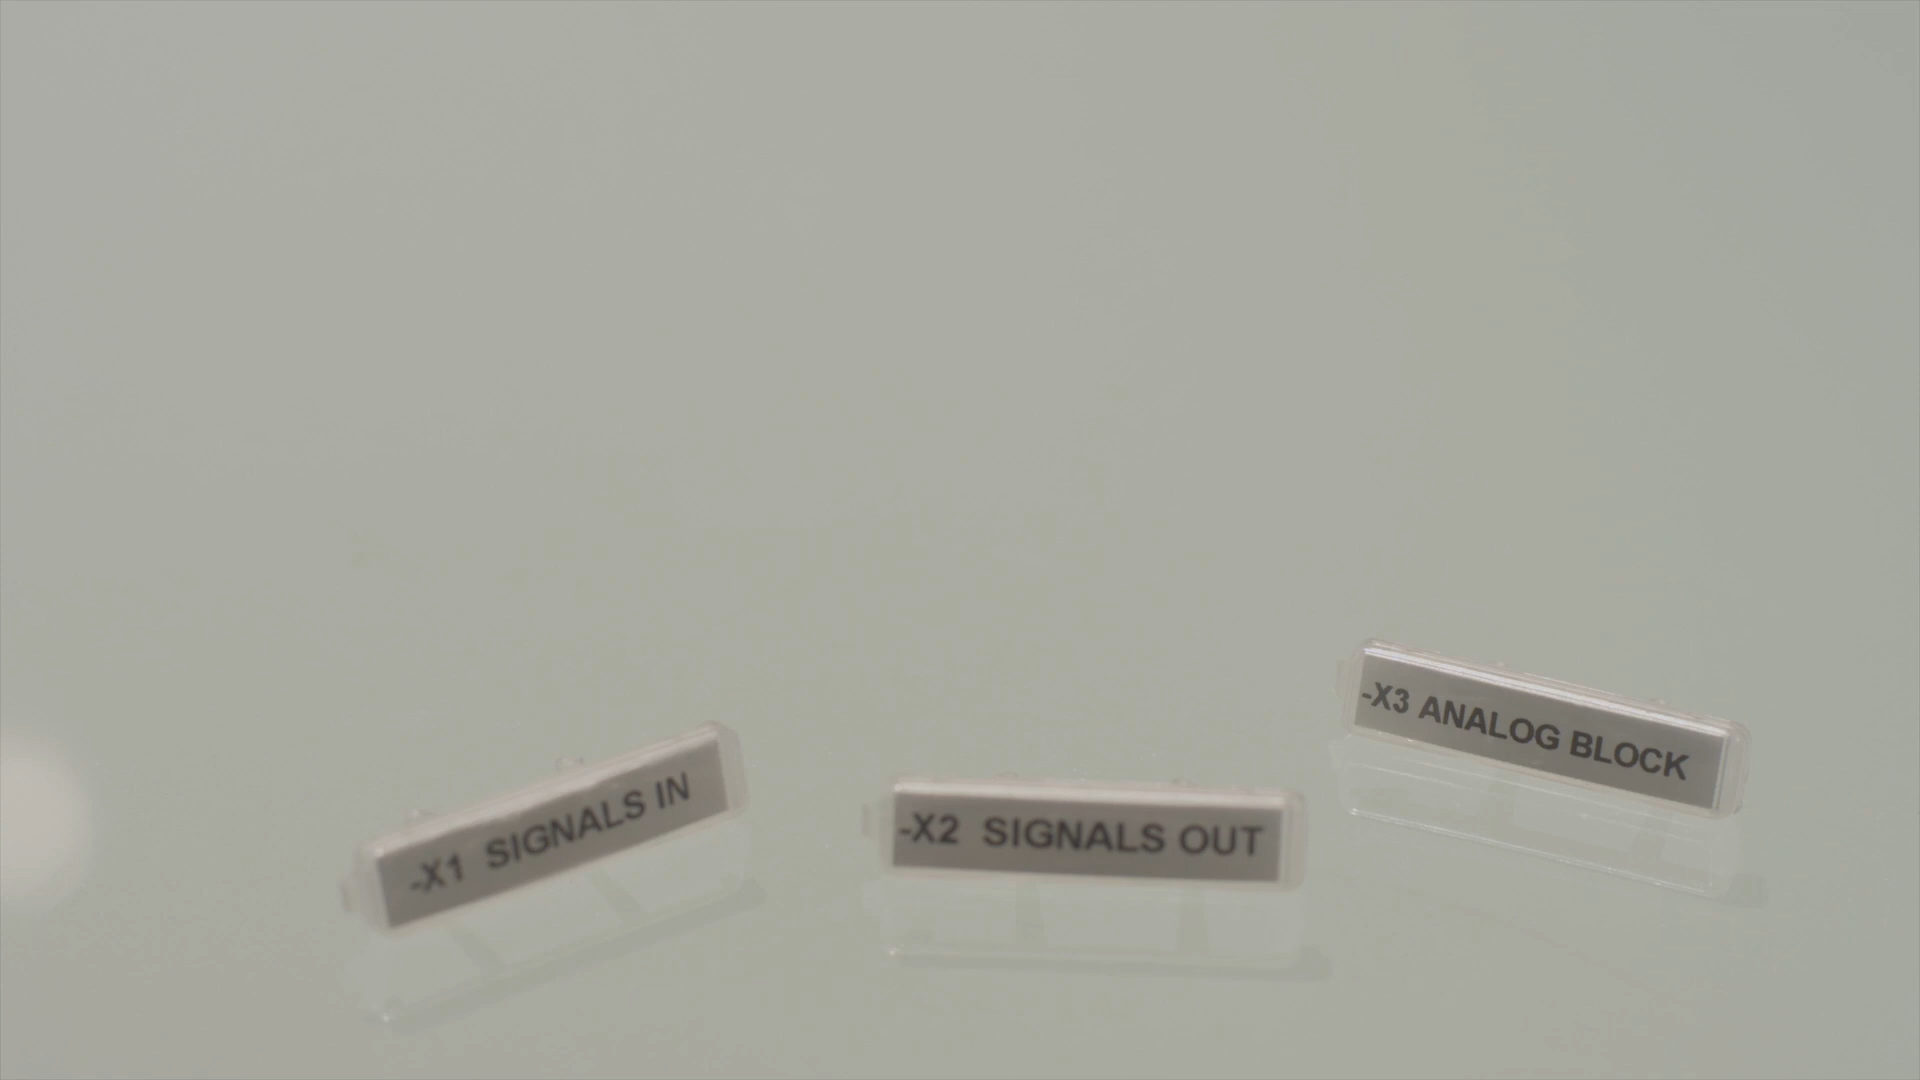 -X1 SIGNALS IN
-X2 SIGNALS OUT
-X3 ANALOG BLOCK